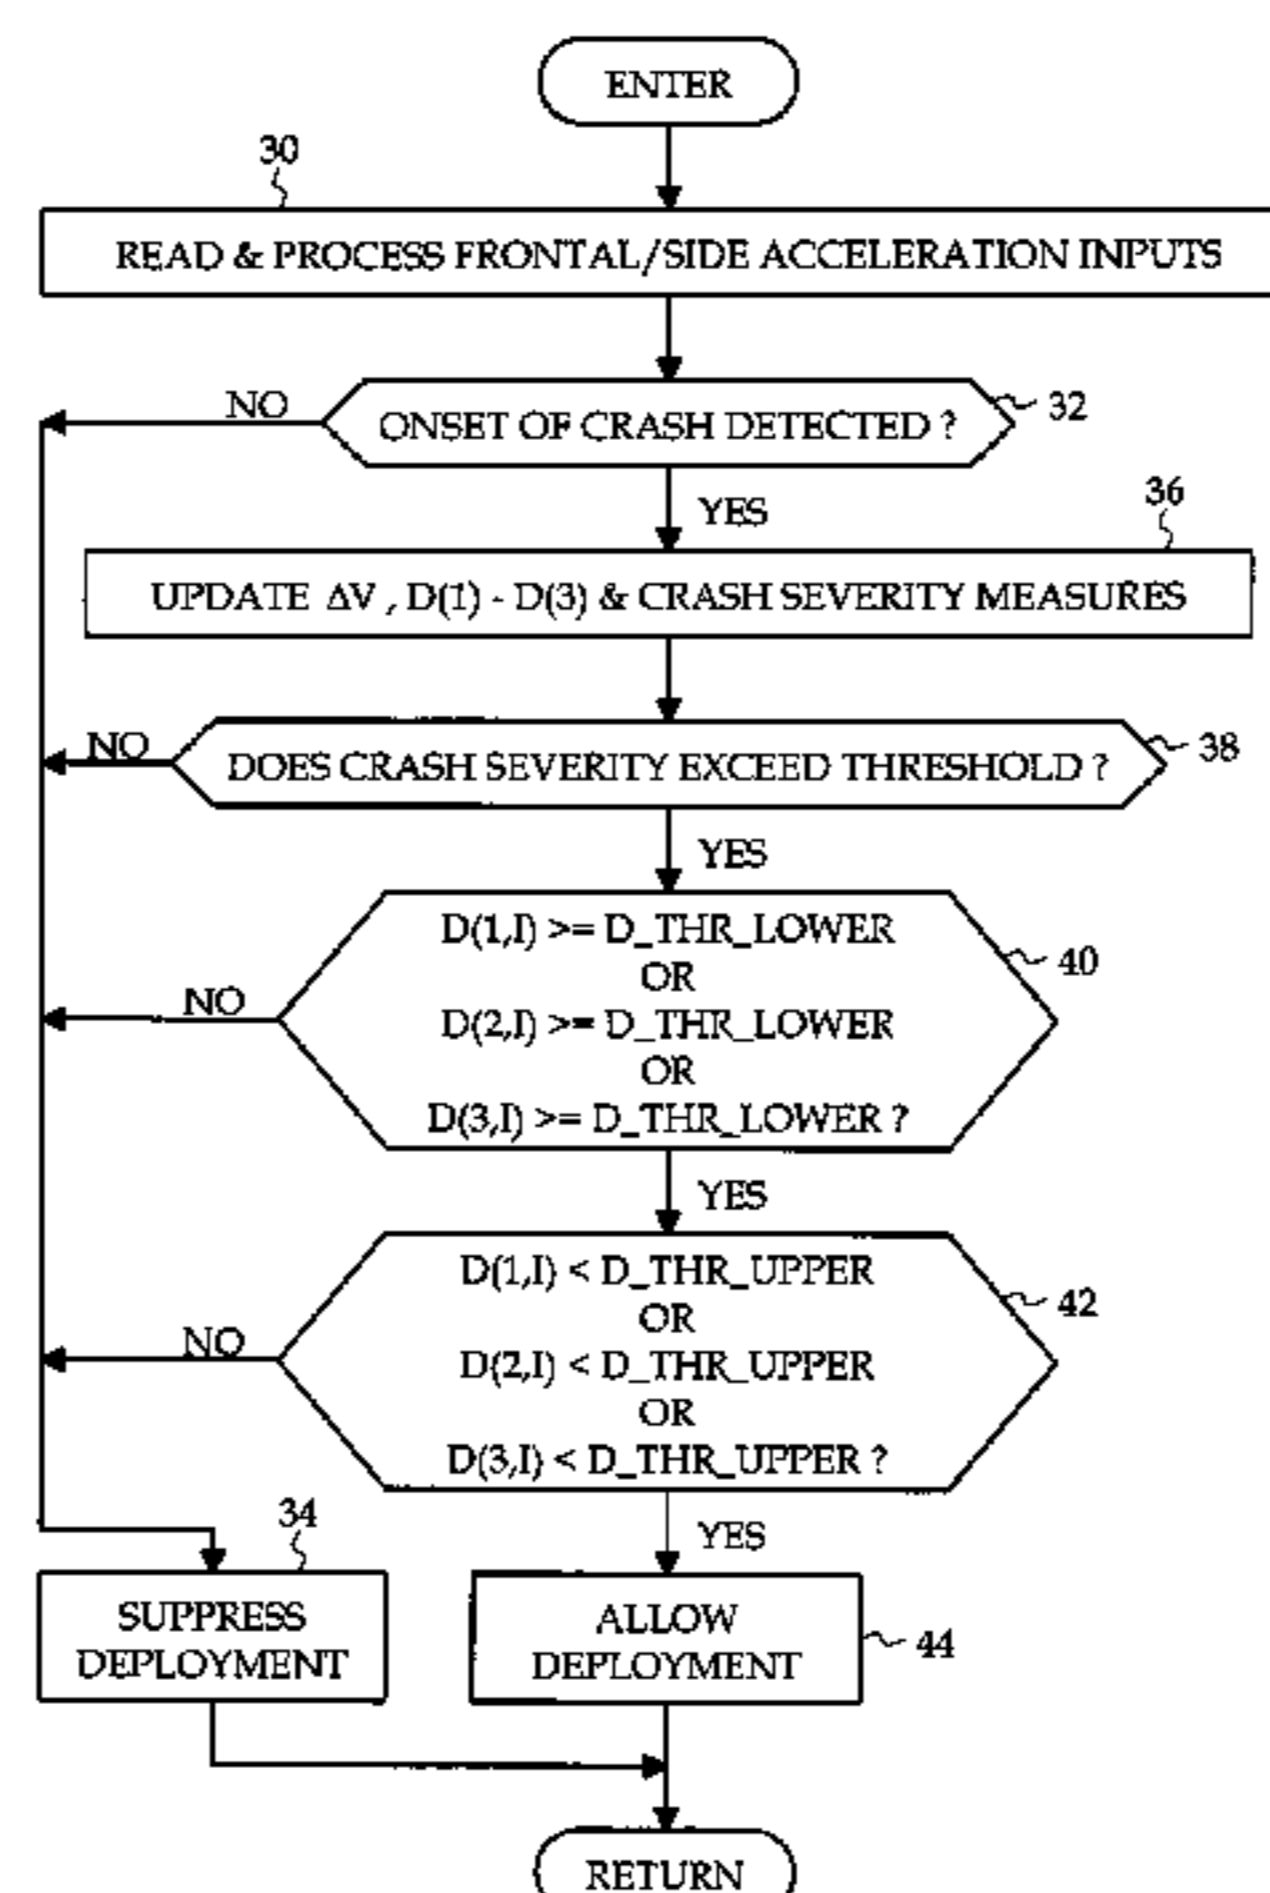 ENTER
30
READ & PROCESS FRONTAL/SIDE ACCELERATION INPUTS
NO
ONSET OF CRASH DETECTED ?
32
YES
36
UPDATE ΔV , D(1) - D(3) & CRASH SEVERITY MEASURES
NO
DOES CRASH SEVERITY EXCEED THRESHOLD ?
38
YES
D(1,I) >= D_THR_LOWER
OR
D(2,I) >= D_THR_LOWER
OR
D(3,I) >= D_THR_LOWER ?
40
NO
YES
D(1,I) < D_THR_UPPER
OR
D(2,I) < D_THR_UPPER
OR
D(3,I) < D_THR_UPPER ?
42
NO
34
YES
SUPPRESS
DEPLOYMENT
ALLOW
DEPLOYMENT
44
RETURN